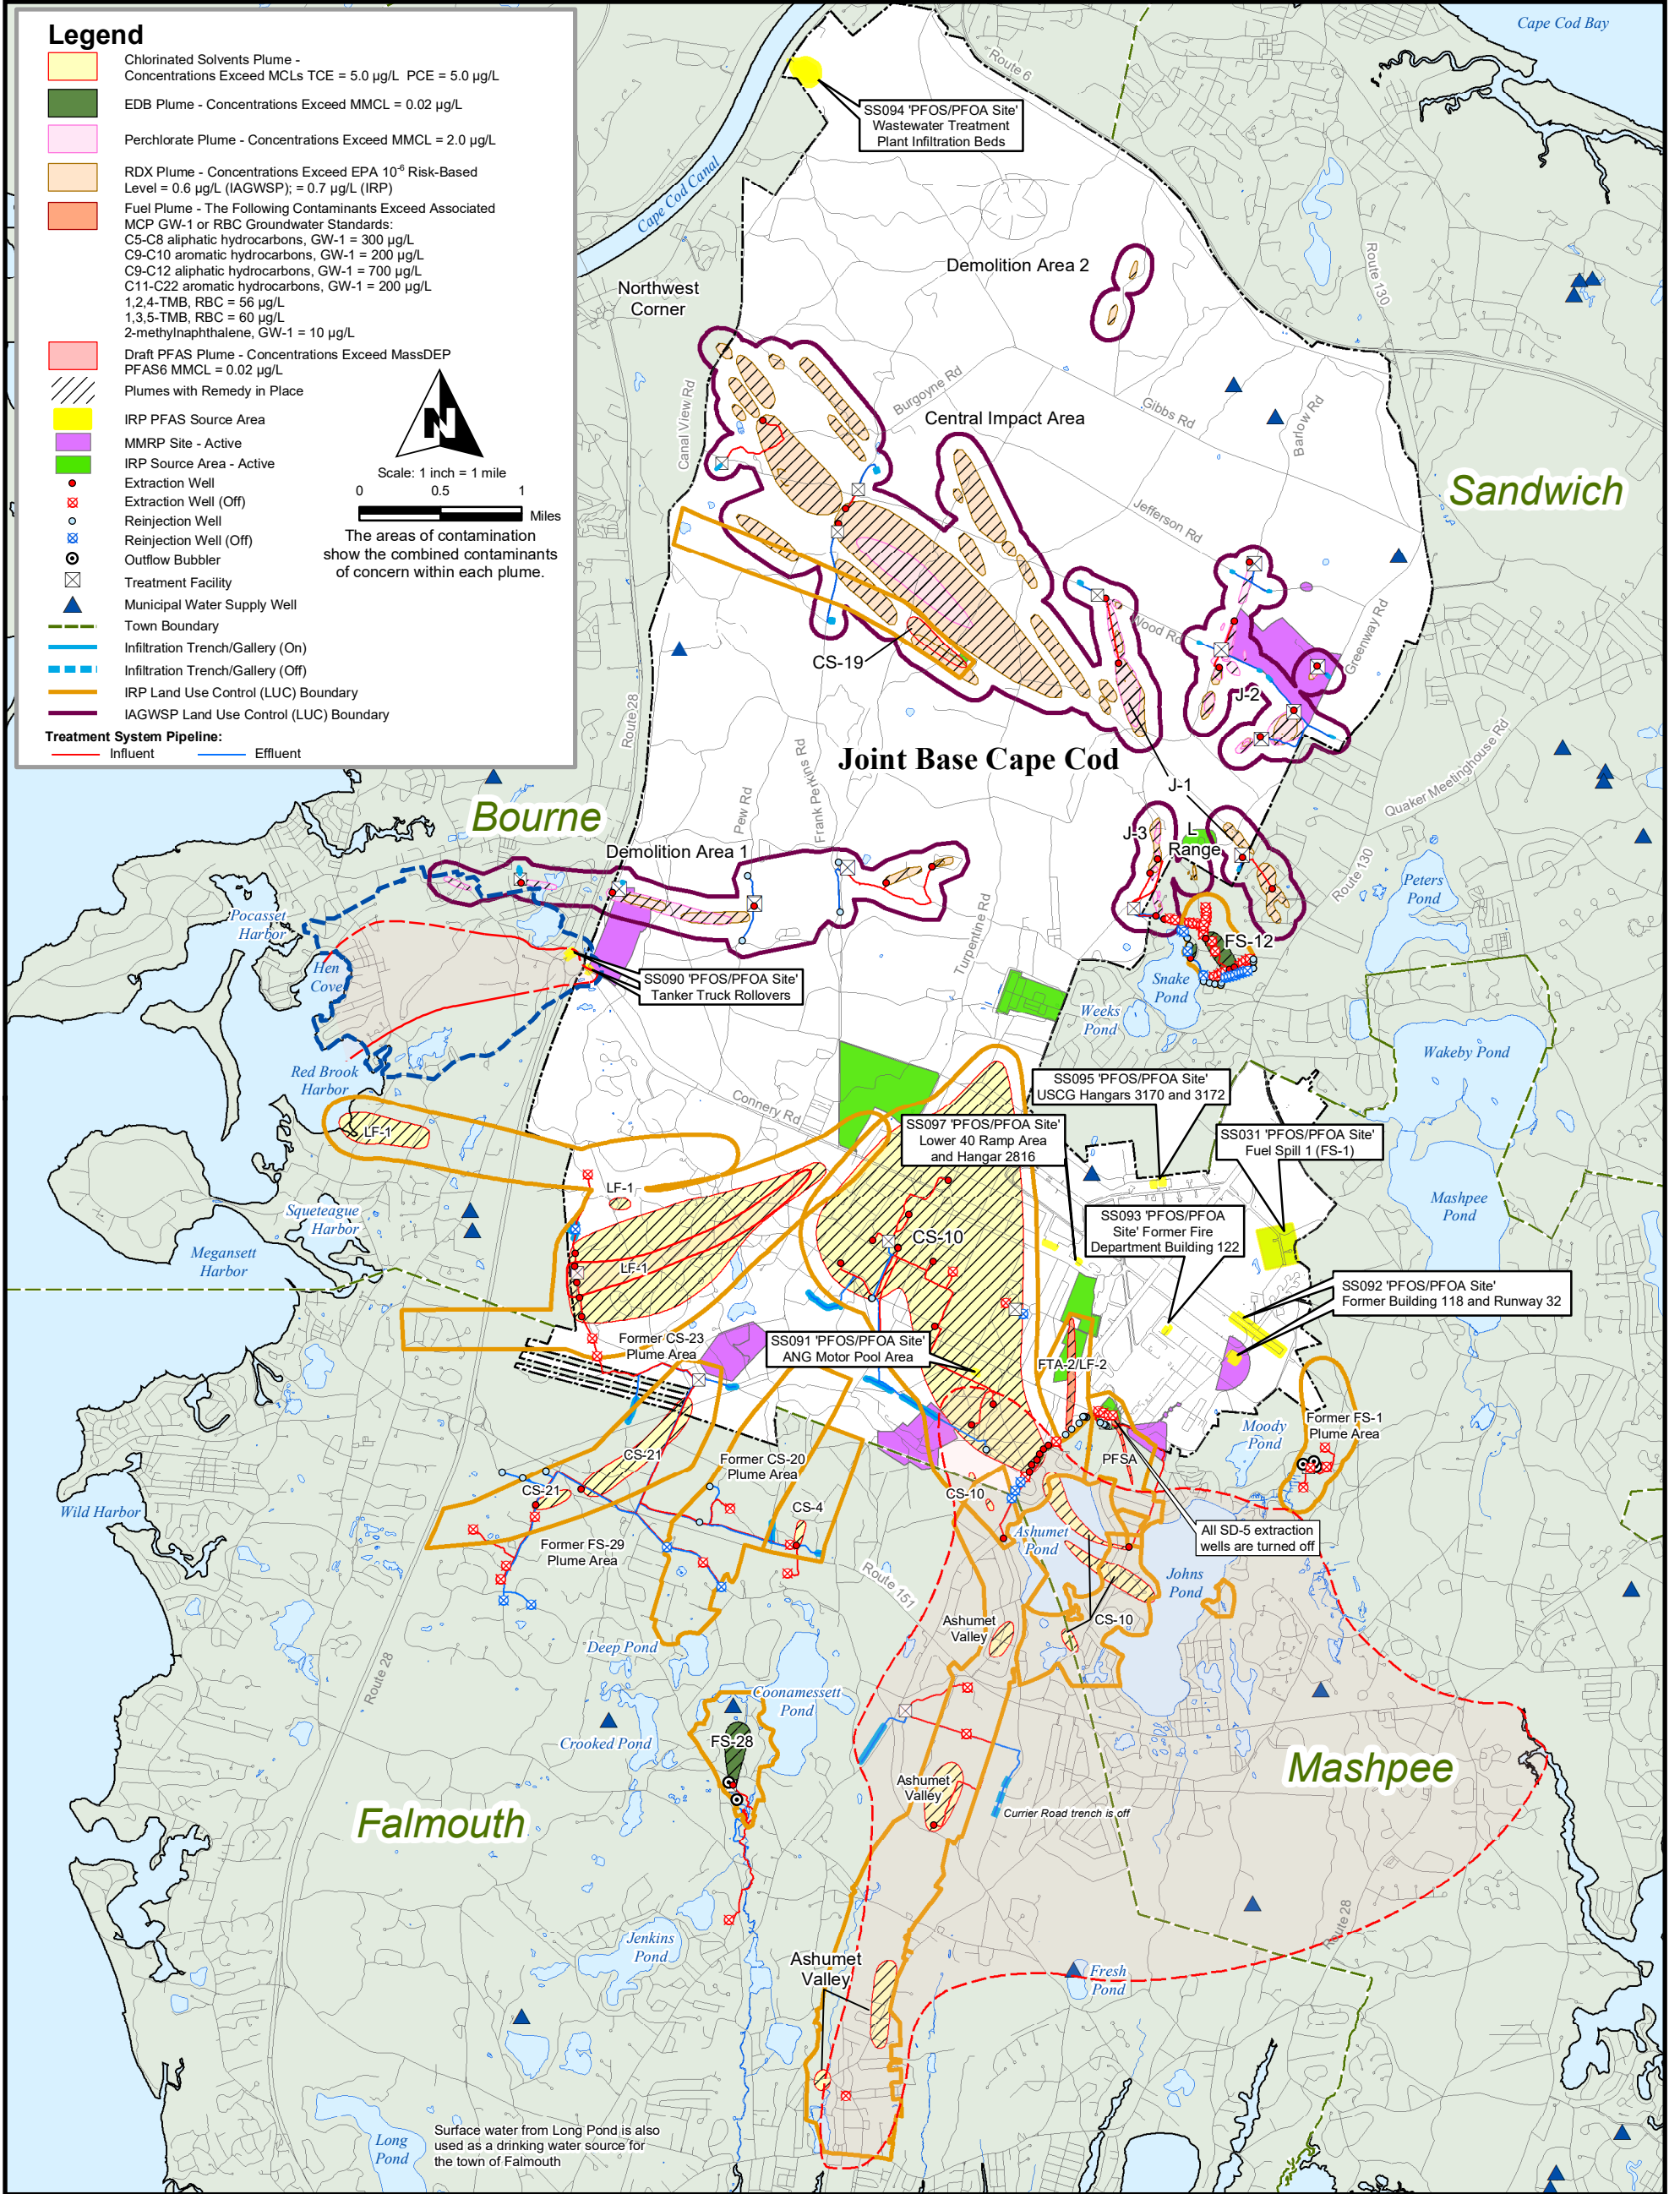 Legend
Chlorinated Solvents Plume -
Concentrations Exceed MCLs TCE = 5.0 µg/L PCE = 5.0 µg/L
EDB Plume - Concentrations Exceed MMCL = 0.02 µg/L
Perchlorate Plume - Concentrations Exceed MMCL = 2.0 µg/L
RDX Plume - Concentrations Exceed EPA 10⁻⁶ Risk-Based
Level = 0.6 µg/L (IAGWSP); = 0.7 µg/L (IRP)
Fuel Plume - The Following Contaminants Exceed Associated
MCP GW-1 or RBC Groundwater Standards:
C5-C8 aliphatic hydrocarbons, GW-1 = 300 µg/L
C9-C10 aromatic hydrocarbons, GW-1 = 200 µg/L
C9-C12 aliphatic hydrocarbons, GW-1 = 700 µg/L
C11-C22 aromatic hydrocarbons, GW-1 = 200 µg/L
1,2,4-TMB, RBC = 56 µg/L
1,3,5-TMB, RBC = 60 µg/L
2-methylnaphthalene, GW-1 = 10 µg/L
Draft PFAS Plume - Concentrations Exceed MassDEP
PFAS6 MMCL = 0.02 µg/L
Plumes with Remedy in Place
IRP PFAS Source Area
MMRP Site - Active
IRP Source Area - Active
Extraction Well
Extraction Well (Off)
Reinjection Well
Reinjection Well (Off)
Outflow Bubbler
Treatment Facility
Municipal Water Supply Well
Town Boundary
Infiltration Trench/Gallery (On)
Infiltration Trench/Gallery (Off)
IRP Land Use Control (LUC) Boundary
IAGWSP Land Use Control (LUC) Boundary
Treatment System Pipeline:
Influent
Effluent
N
Scale: 1 inch = 1 mile
0 0.5 1
Miles
The areas of contamination
show the combined contaminants
of concern within each plume.
Cape Cod Bay
Route 6
SS094 'PFOS/PFOA Site'
Wastewater Treatment
Plant Infiltration Beds
Cape Cod Canal
Route 130
Demolition Area 2
Northwest
Corner
Canal View Rd
Burgoyne Rd
Gibbs Rd
Barlow Rd
Central Impact Area
Sandwich
Jefferson Rd
Wood Rd
Greenway Rd
CS-19
J-2
Route 28
Joint Base Cape Cod
Frank Perkins Rd
Pew Rd
J-1
Quaker Meetinghouse Rd
Bourne
Demolition Area 1
J-3
L
Range
Route 130
Peters
Pond
Pocasset
Harbor
Hen
Cove
Turpentine Rd
FS-12
SS090 'PFOS/PFOA Site'
Tanker Truck Rollovers
Snake
Pond
Weeks
Pond
Wakeby Pond
Red Brook
Harbor
Connery Rd
SS095 'PFOS/PFOA Site'
USCG Hangars 3170 and 3172
SS097 'PFOS/PFOA Site'
Lower 40 Ramp Area
and Hangar 2816
SS031 'PFOS/PFOA Site'
Fuel Spill 1 (FS-1)
LF-1
LF-1
Mashpee
Pond
Squeteague
Harbor
SS093 'PFOS/PFOA
Site' Former Fire
Department Building 122
CS-10
Megansett
Harbor
LF-1
SS092 'PFOS/PFOA Site'
Former Building 118 and Runway 32
Former CS-23
Plume Area
SS091 'PFOS/PFOA Site'
ANG Motor Pool Area
FTA-2/LF-2
Moody
Pond
Former FS-1
Plume Area
CS-21
Former CS-20
Plume Area
PFSA
CS-21
CS-10
CS-4
Wild Harbor
Former FS-29
Plume Area
Ashumet
Pond
All SD-5 extraction
wells are turned off
Johns
Pond
Route 151
CS-10
Ashumet
Valley
Deep Pond
Route 28
Coonamessett
Pond
Crooked Pond
FS-28
Ashumet
Valley
Mashpee
Currier Road trench is off
Falmouth
Route 28
Jenkins
Pond
Ashumet
Valley
Fresh
Pond
Long
Pond
Surface water from Long Pond is also
used as a drinking water source for
the town of Falmouth